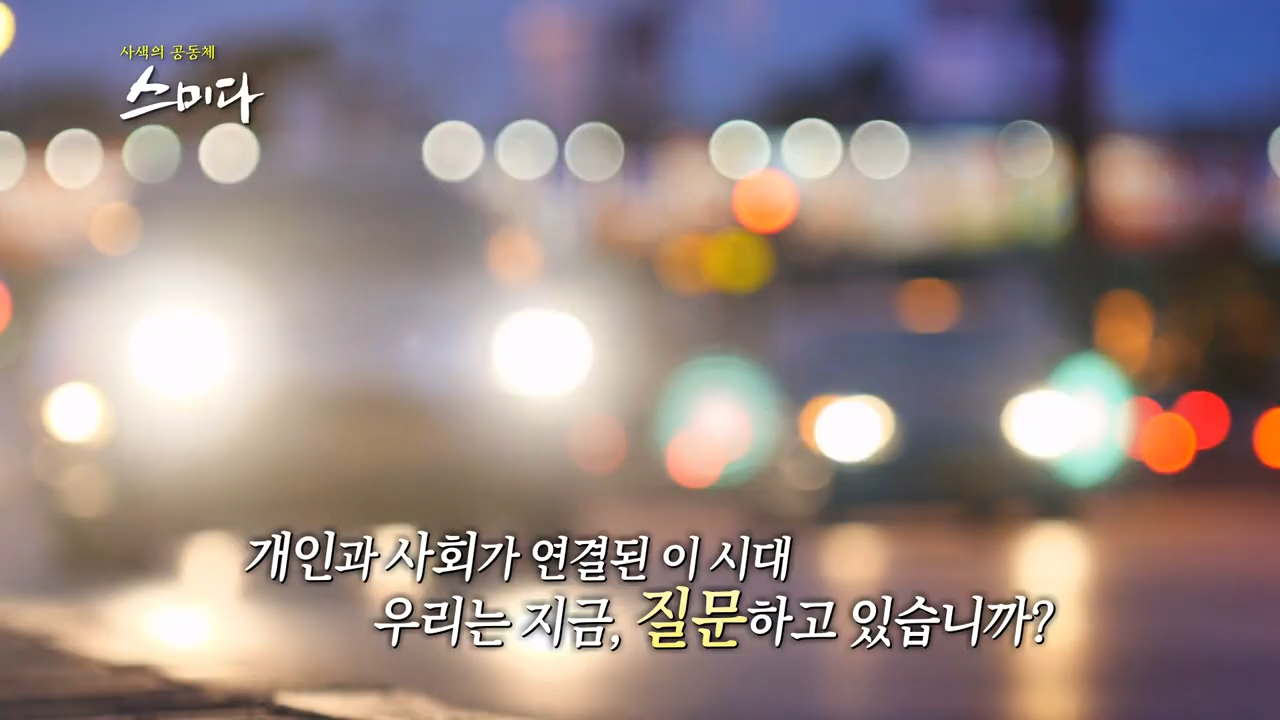 사색의 공동체
스미다
개인과 사회가 연결된 이 시대
우리는 지금, 질문하고 있습니까?